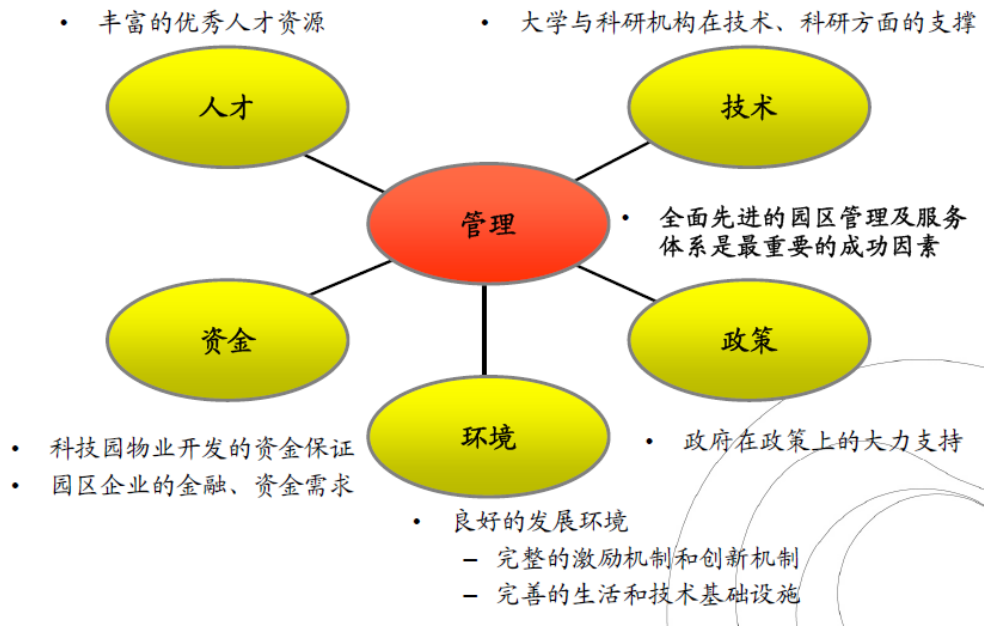 • 丰富的优秀人才资源
• 大学与科研机构在技术、科研方面的支撑
人才
技术
管理
• 全面先进的园区管理及服务
体系是最重要的成功因素
资金
政策
环境
• 科技园物业开发的资金保证
• 园区企业的金融、资金需求
• 政府在政策上的大力支持
• 良好的发展环境
– 完整的激励机制和创新机制
– 完善的生活和技术基础设施